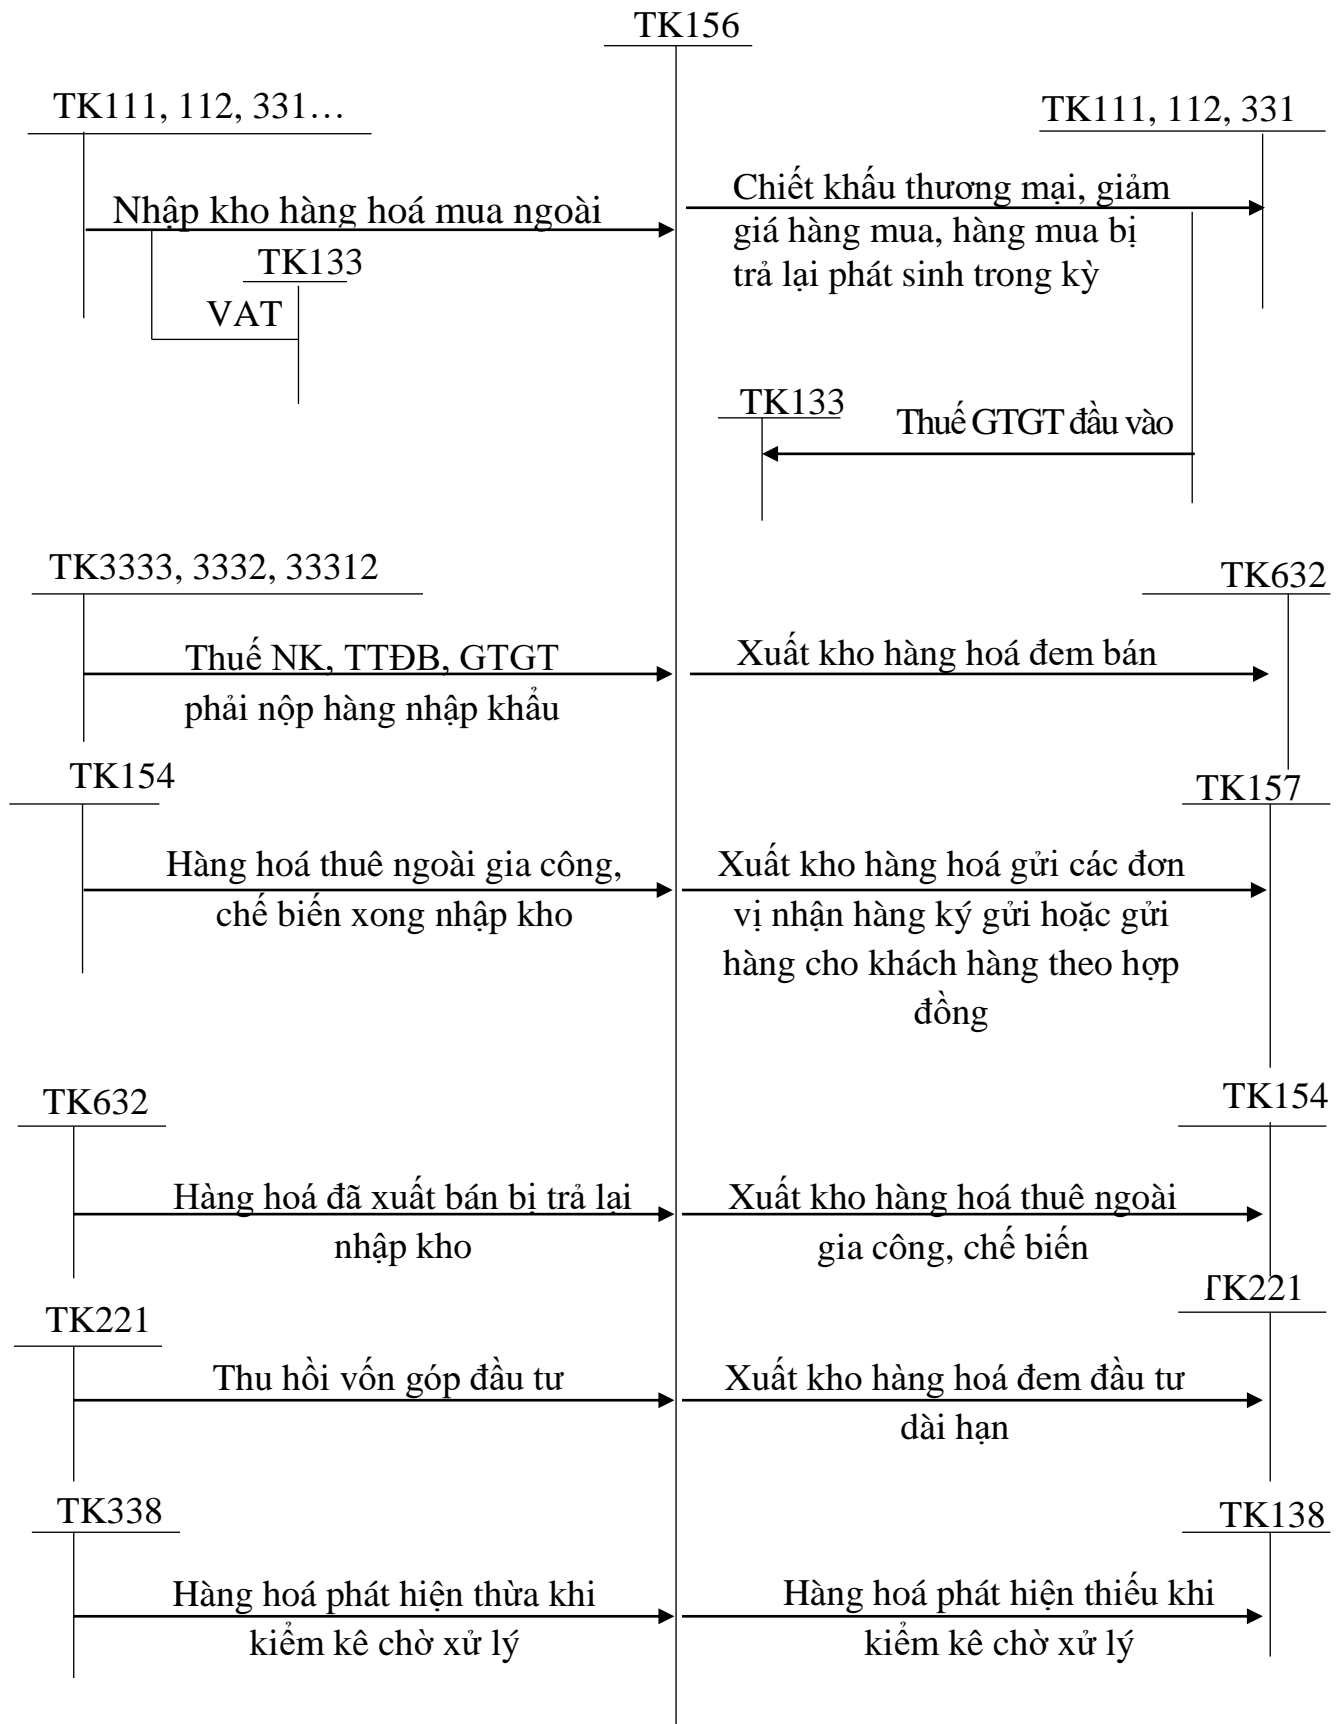 TK156
TK111, 112, 331…
TK111, 112, 331
Nhập kho hàng hoá mua ngoài
Chiết khấu thương mại, giảm
giá hàng mua, hàng mua bị
trả lại phát sinh trong kỳ
TK133
VAT
TK133
Thuế GTGT đầu vào
TK3333, 3332, 33312
TK632
Thuế NK, TTĐB, GTGT
phải nộp hàng nhập khẩu
Xuất kho hàng hoá đem bán
TK154
TK157
Hàng hoá thuê ngoài gia công,
chế biến xong nhập kho
Xuất kho hàng hoá gửi các đơn
vị nhận hàng ký gửi hoặc gửi
hàng cho khách hàng theo hợp
đồng
TK632
TK154
Hàng hoá đã xuất bán bị trả lại
nhập kho
Xuất kho hàng hoá thuê ngoài
gia công, chế biến
TK221
TK221
Thu hồi vốn góp đầu tư
Xuất kho hàng hoá đem đầu tư
dài hạn
TK338
TK138
Hàng hoá phát hiện thừa khi
kiểm kê chờ xử lý
Hàng hoá phát hiện thiếu khi
kiểm kê chờ xử lý